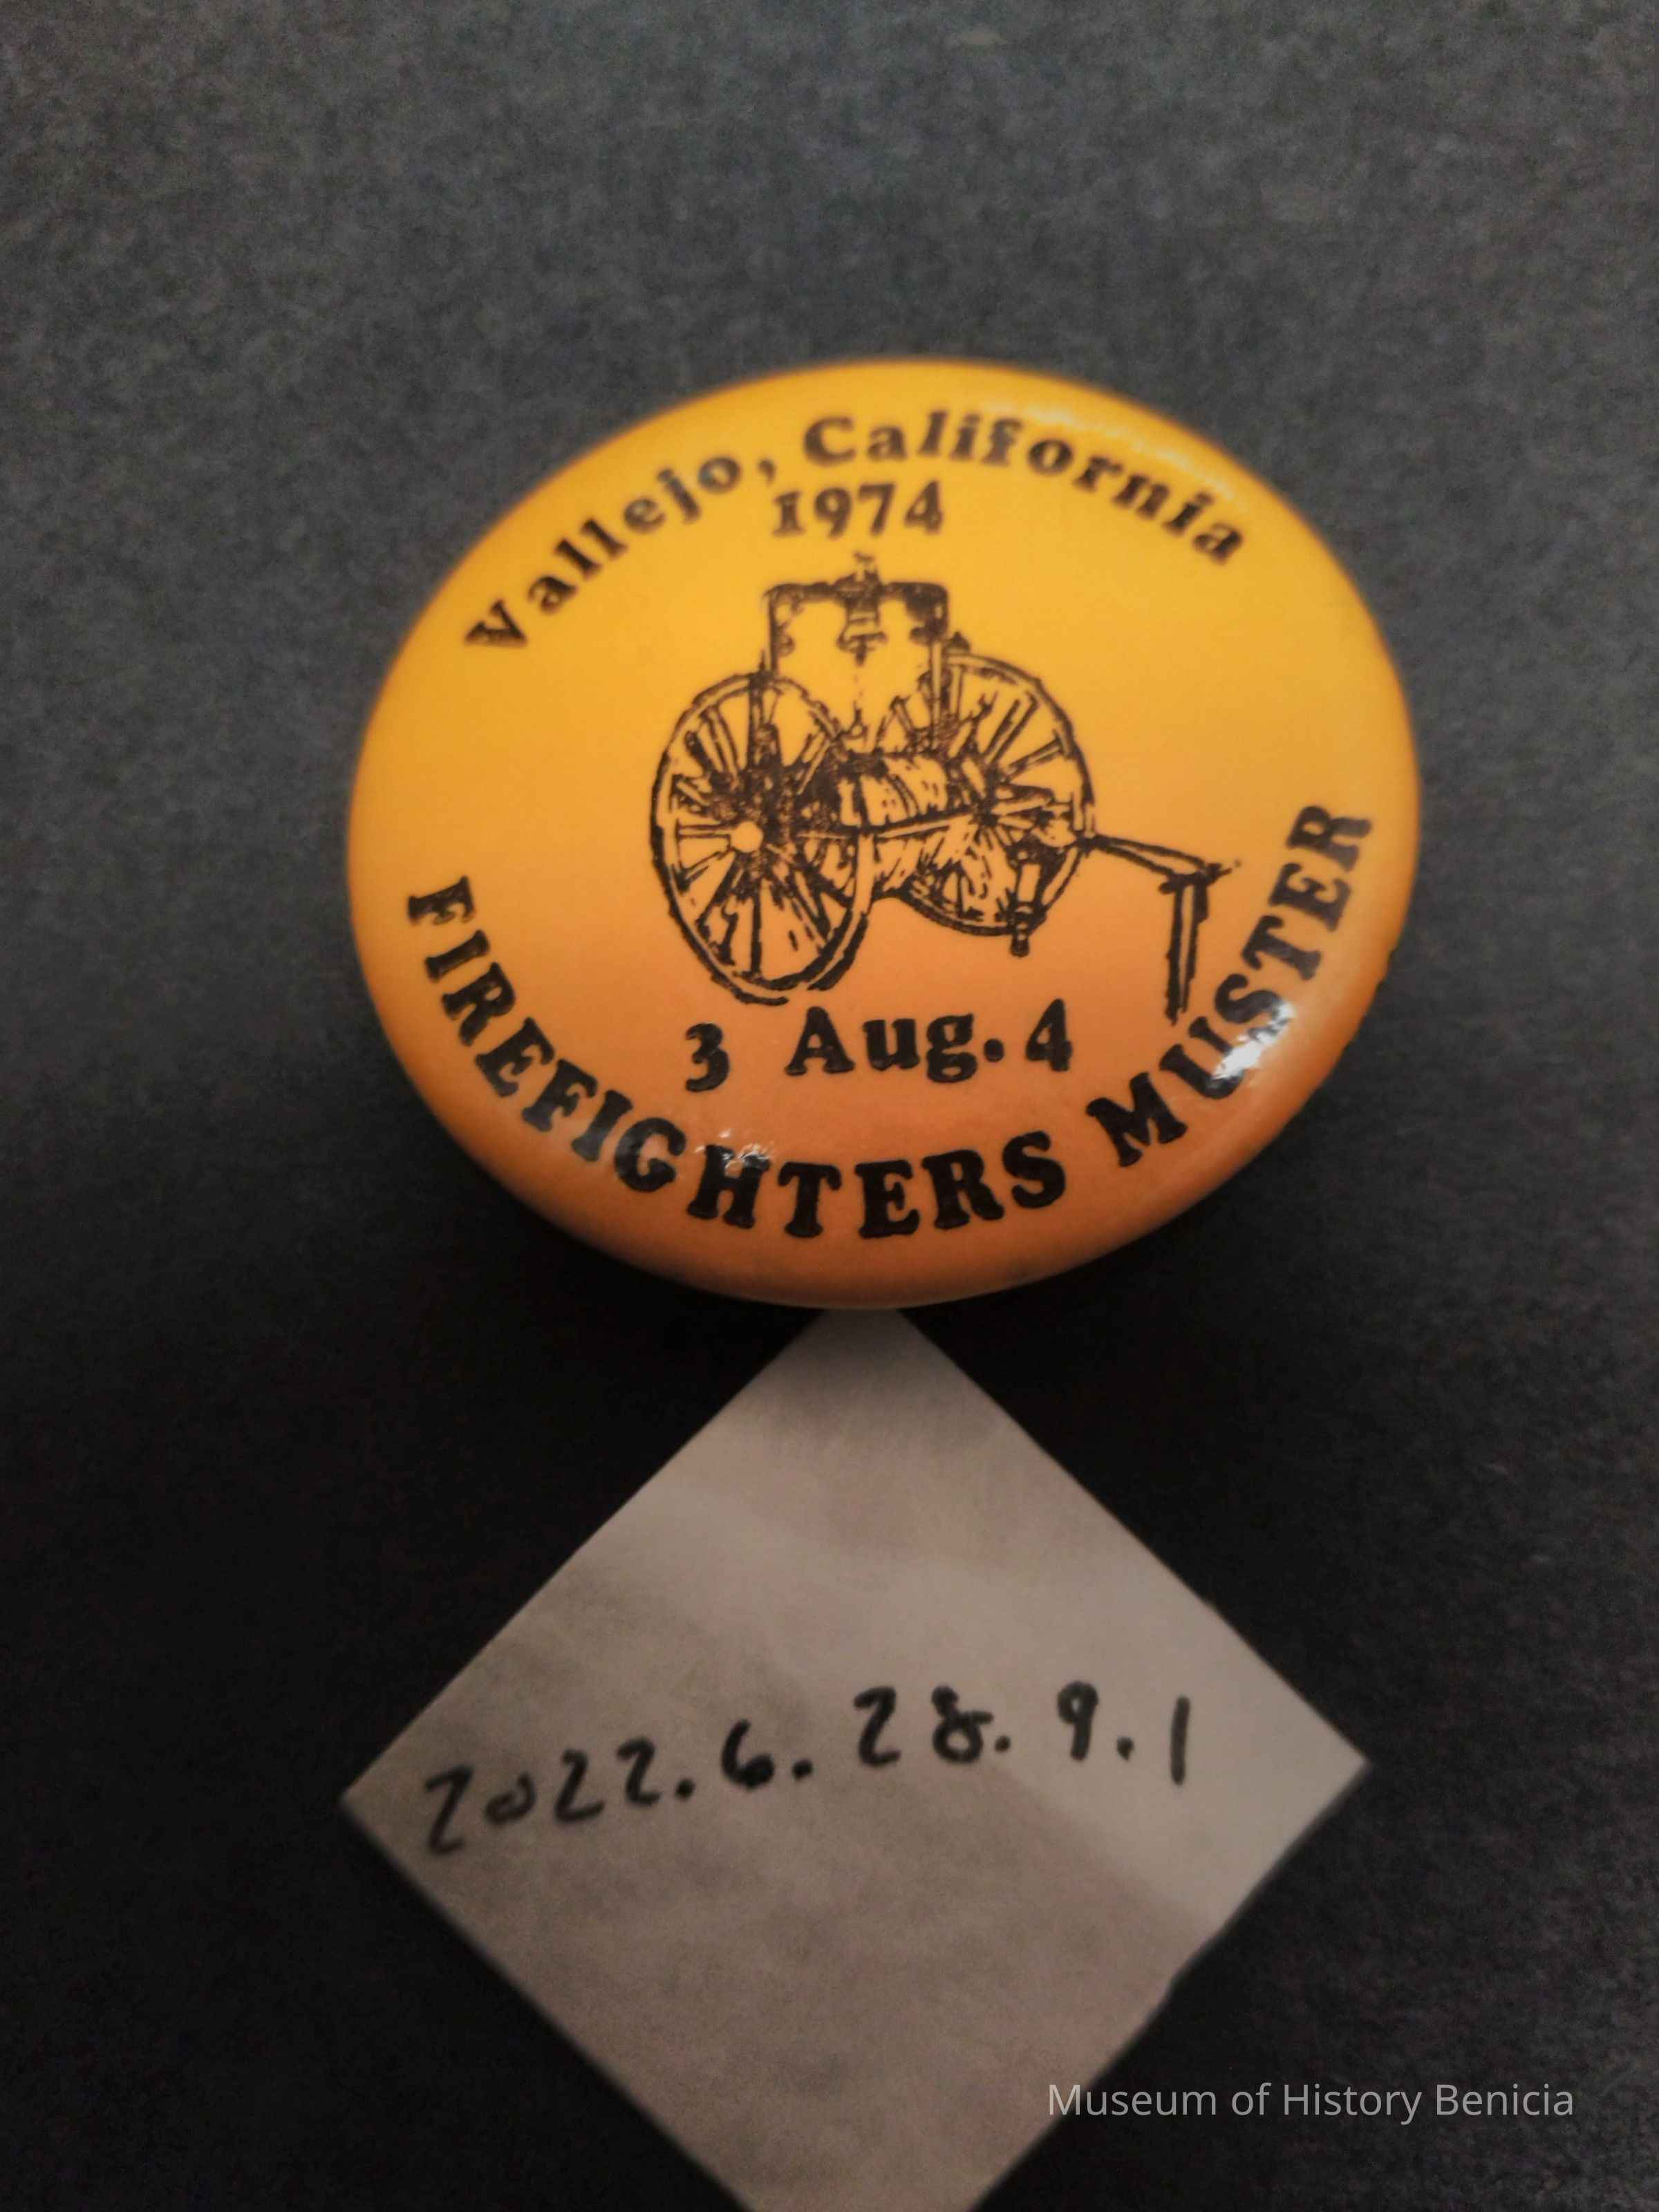 Vallejo, California
1974
3 Aug. 4
FIREFIGHTERS MUSTER
2022.6.28.9.1
Museum of History Benicia